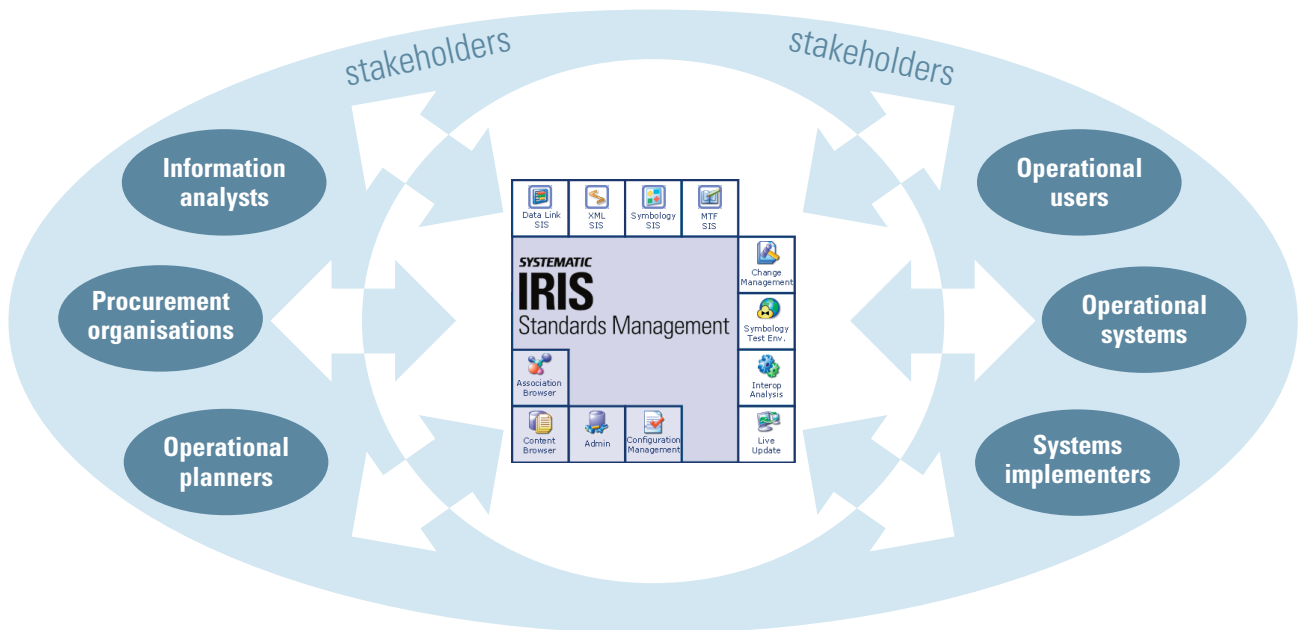 stakeholders
stakeholders
Information
analysts
Procurement
organisations
Operational
planners
Data Link
SIS
XML
SIS
Symbology
SIS
MTF
SIS
SYSTEMATIC
IRIS
Standards Management
Change
Management
Symbology
Test Env.
Interop
Analysis
Live
Update
Association
Browser
Content
Browser
Admin
Configuration
Management
Operational
users
Operational
systems
Systems
implementers